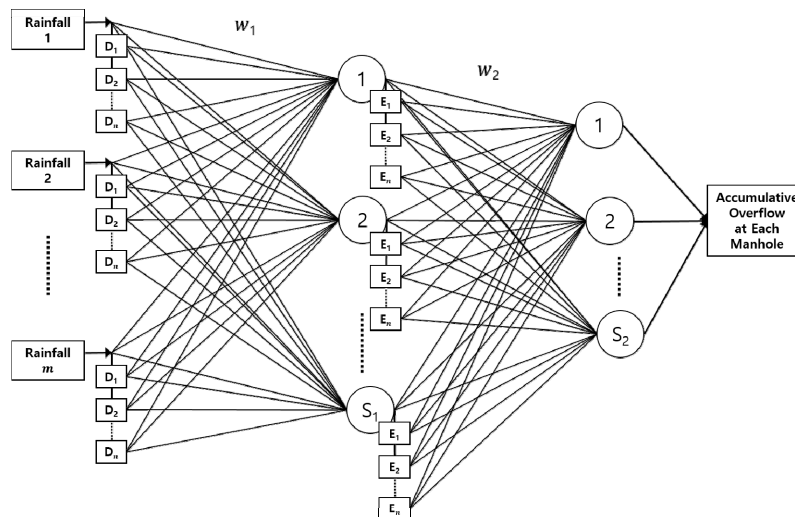 Rainfall
1
D₁
D₂
Dₙ
Rainfall
2
D₁
D₂
Dₙ
Rainfall
m
D₁
D₂
Dₙ
w₁
1
E₁
E₂
Eₙ
2
E₁
E₂
Eₙ
S₁
E₁
E₂
Eₙ
w₂
1
2
S₂
Accumulative
Overflow
at Each
Manhole